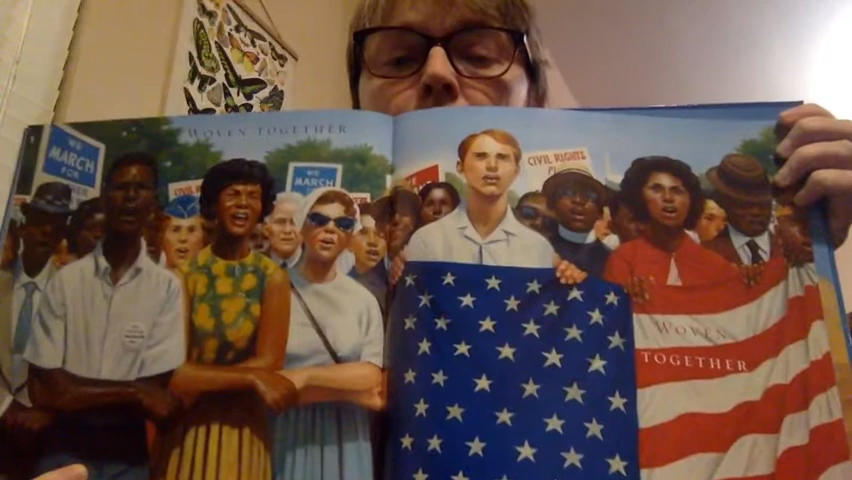 WOVEN TOGETHER
WE
MARCH
FOR
WE
MARCH
CIVIL RIGHTS
WOVEN
TOGETHER